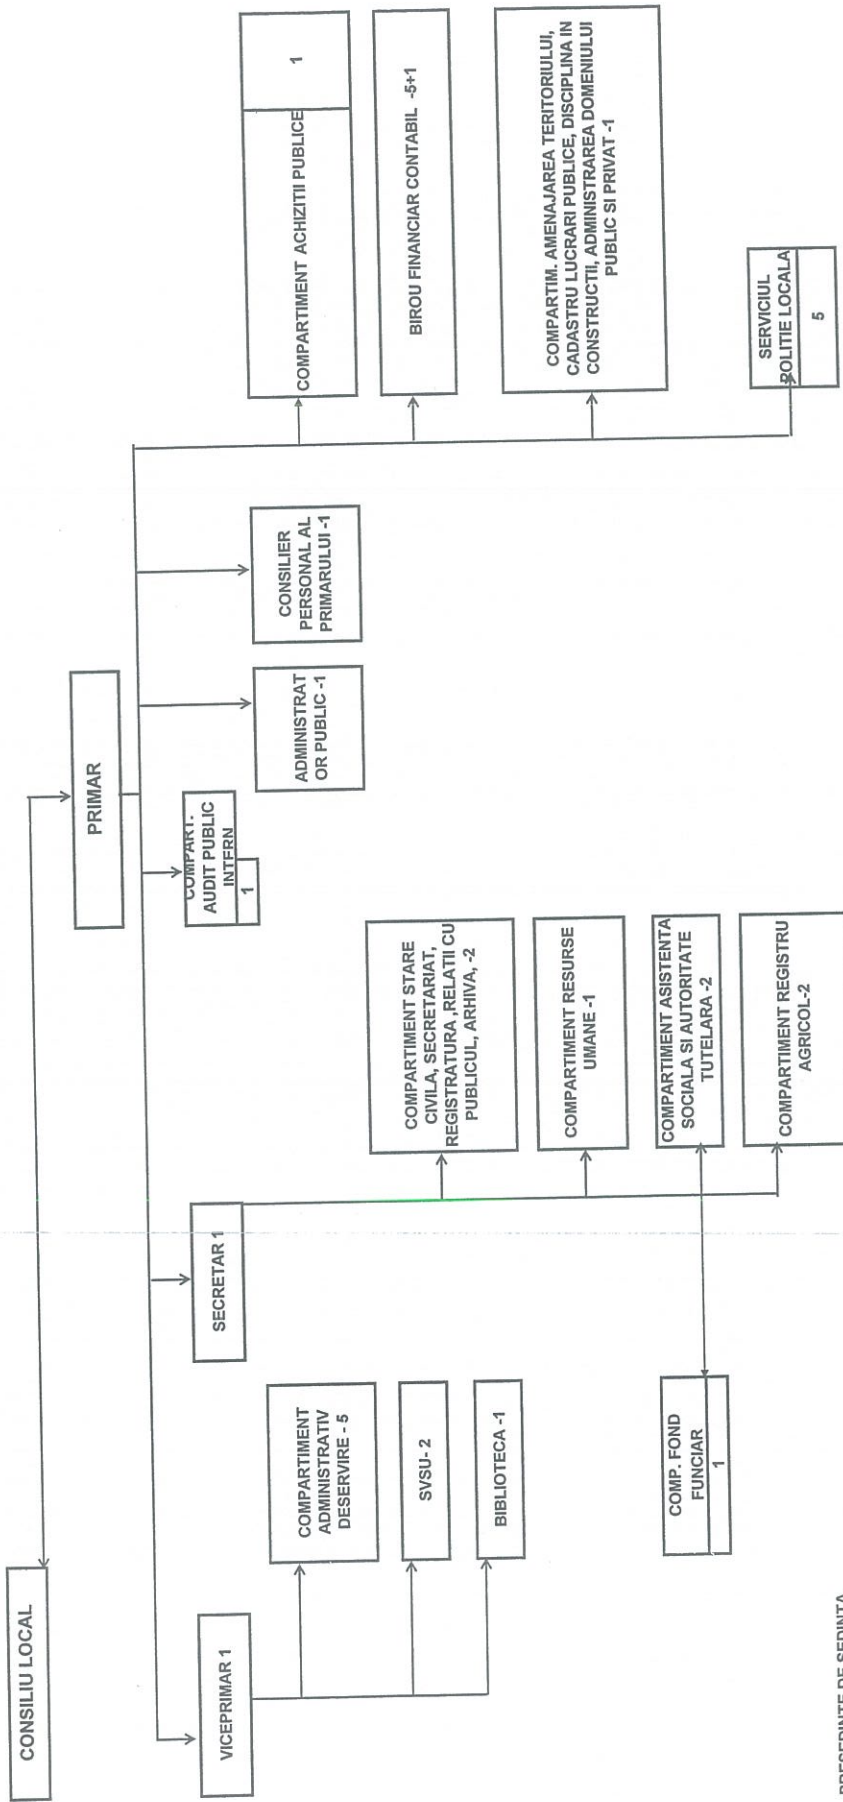 CONSILIU LOCAL
PRIMAR
VICEPRIMAR 1
SECRETAR 1
COMPART.
AUDIT PUBLIC
INTERN
1
ADMINISTRAT
OR PUBLIC -1
CONSILIER
PERSONAL AL
PRIMARULUI -1
COMPARTIMENT ACHIZITII PUBLICE
1
BIROU FINANCIAR CONTABIL -5+1
COMPARTIM. AMENAJAREA TERITORIULUI,
CADASTRU LUCRARI PUBLICE, DISCIPLINA IN
CONSTRUCTII, ADMINISTRAREA DOMENIULUI
PUBLIC SI PRIVAT -1
SERVICIUL
POLITIE LOCALA
5
COMPARTIMENT
ADMINISTRATIV
DESERVIRE - 5
SVSU- 2
BIBLIOTECA -1
COMPARTIMENT STARE
CIVILA, SECRETARIAT,
REGISTRATURA ,RELATII CU
PUBLICUL, ARHIVA, -2
COMPARTIMENT RESURSE
UMANE -1
COMPARTIMENT ASISTENTA
SOCIALA SI AUTORITATE
TUTELARA -2
COMPARTIMENT REGISTRU
AGRICOL-2
COMP. FOND
FUNCIAR
1
PRESEDINTE DE SEDINTA